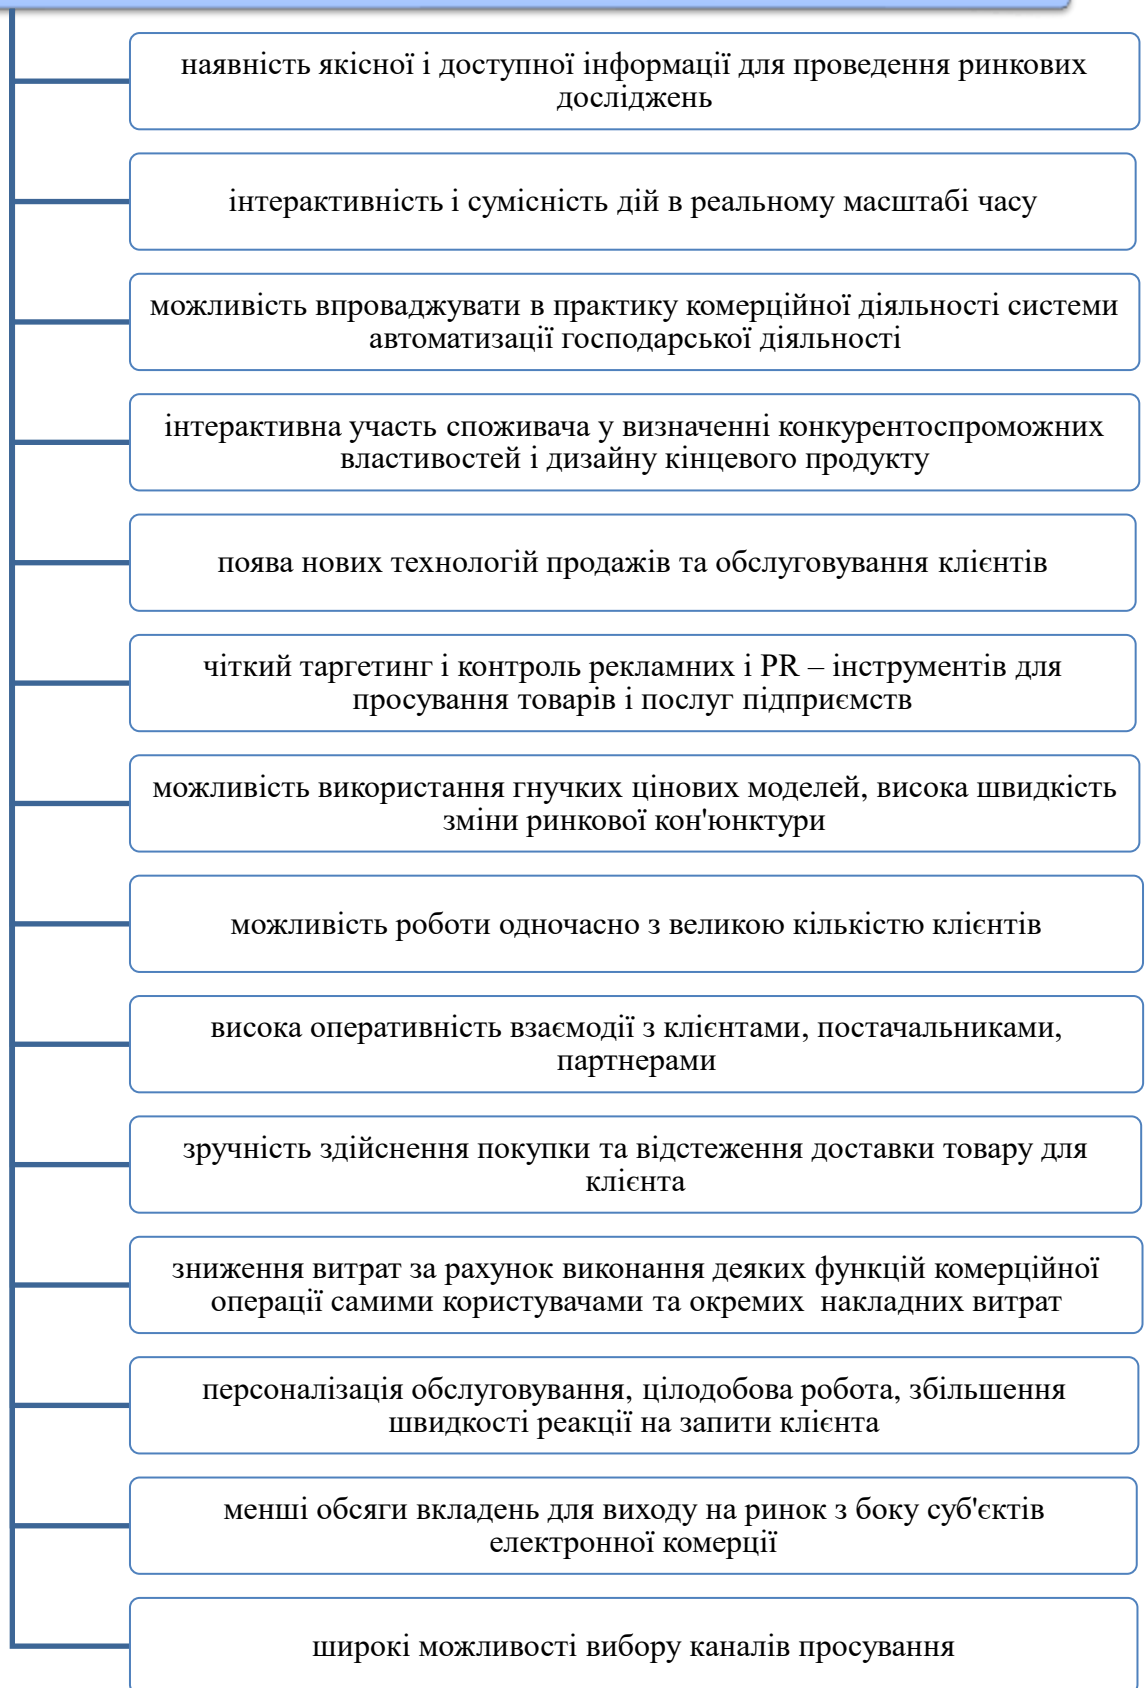 наявність якісної і доступної інформації для проведення ринкових
досліджень
інтерактивність і сумісність дій в реальному масштабі часу
можливість впроваджувати в практику комерційної діяльності системи
автоматизації господарської діяльності
інтерактивна участь споживача у визначенні конкурентоспроможних
властивостей і дизайну кінцевого продукту
поява нових технологій продажів та обслуговування клієнтів
чіткий таргетинг і контроль рекламних і PR – інструментів для
просування товарів і послуг підприємств
можливість використання гнучких цінових моделей, висока швидкість
зміни ринкової кон'юнктури
можливість роботи одночасно з великою кількістю клієнтів
висока оперативність взаємодії з клієнтами, постачальниками,
партнерами
зручність здійснення покупки та відстеження доставки товару для
клієнта
зниження витрат за рахунок виконання деяких функцій комерційної
операції самими користувачами та окремих  накладних витрат
персоналізація обслуговування, цілодобова робота, збільшення
швидкості реакції на запити клієнта
менші обсяги вкладень для виходу на ринок з боку суб'єктів
електронної комерції
широкі можливості вибору каналів просування